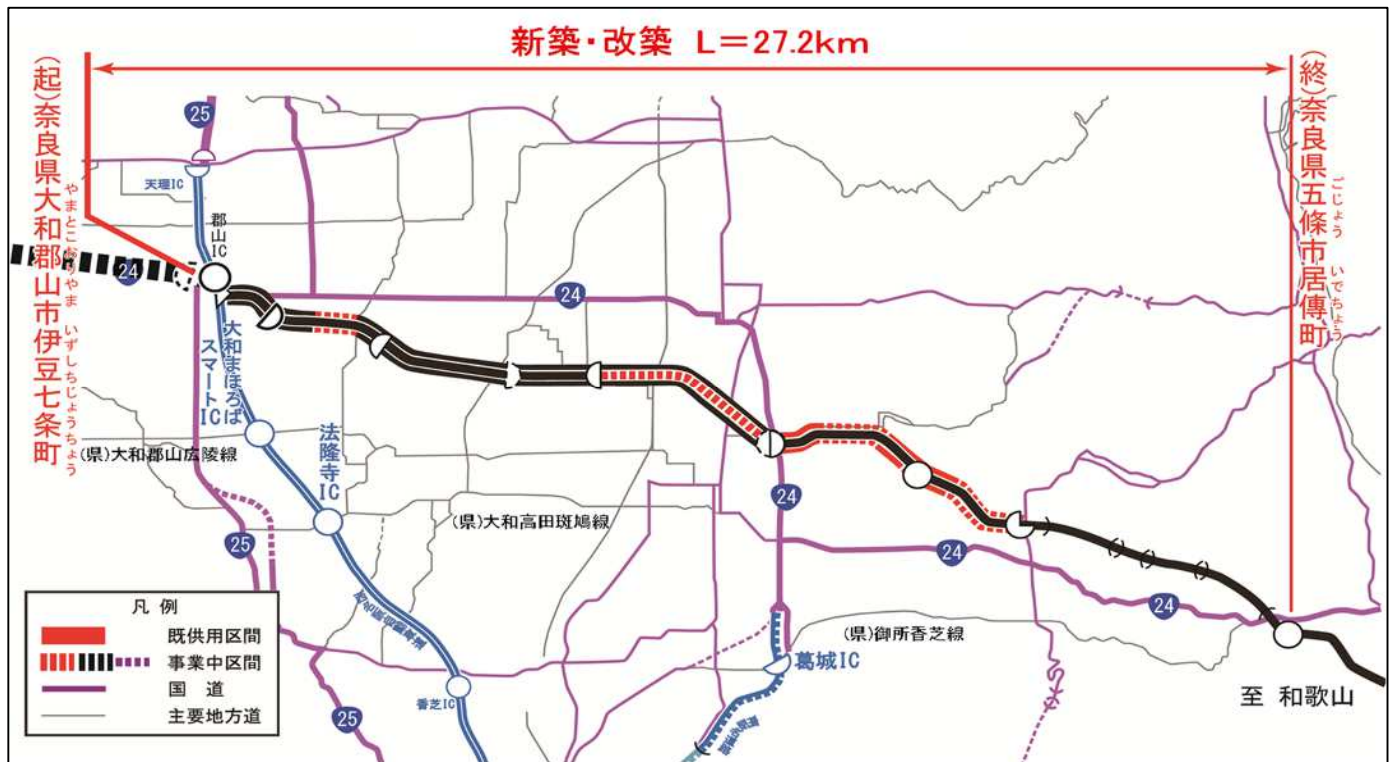 新築・改築 L=27.2km
(起)奈良県大和郡山市伊豆七条町
やまとこおりやま いずしちじょうちょう
(終)奈良県五條市居傳町
ごじょう いでちょう
25
天理IC
郡山IC
24
24
大和まほろば
スマートIC
(県)大和郡山広陵線
法隆寺
IC
(県)大和高田斑鳩線
24
25
24
24
(県)御所香芝線
葛城IC
香芝IC
25
至 和歌山
凡 例
既供用区間
事業中区間
国 道
主要地方道